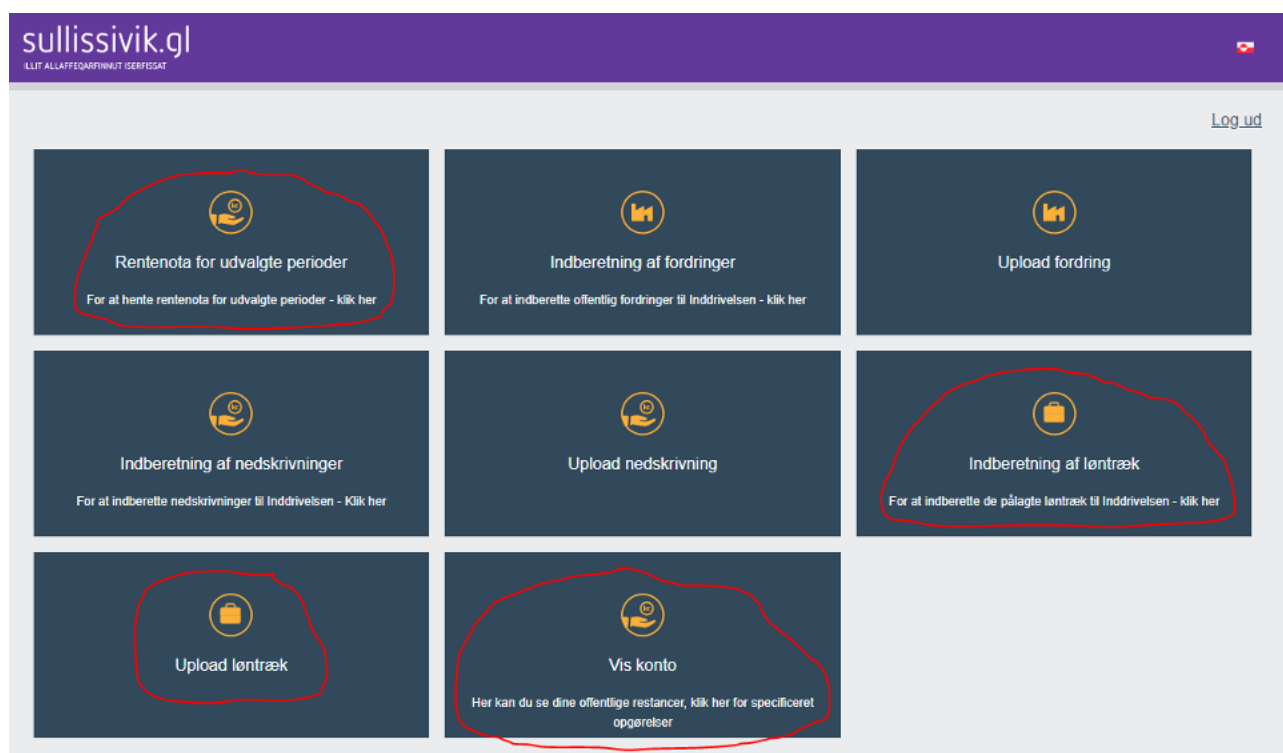 sullissivik.gl
ILLIT ALLAFFEQARFINNUT ISERFISSAT
Log ud
Rentenota for udvalgte perioder
For at hente rentenota for udvalgte perioder - klik her
Indberetning af fordringer
For at indberette offentlig fordringer til Inddrivelsen - klik her
Upload fordring
Indberetning af nedskrivninger
For at indberette nedskrivninger til Inddrivelsen - Klik her
Upload nedskrivning
Indberetning af løntræk
For at indberette de pålagte løntræk til Inddrivelsen - klik her
Upload løntræk
Vis konto
Her kan du se dine offentlige restancer, klik her for specificeret
opgørelser